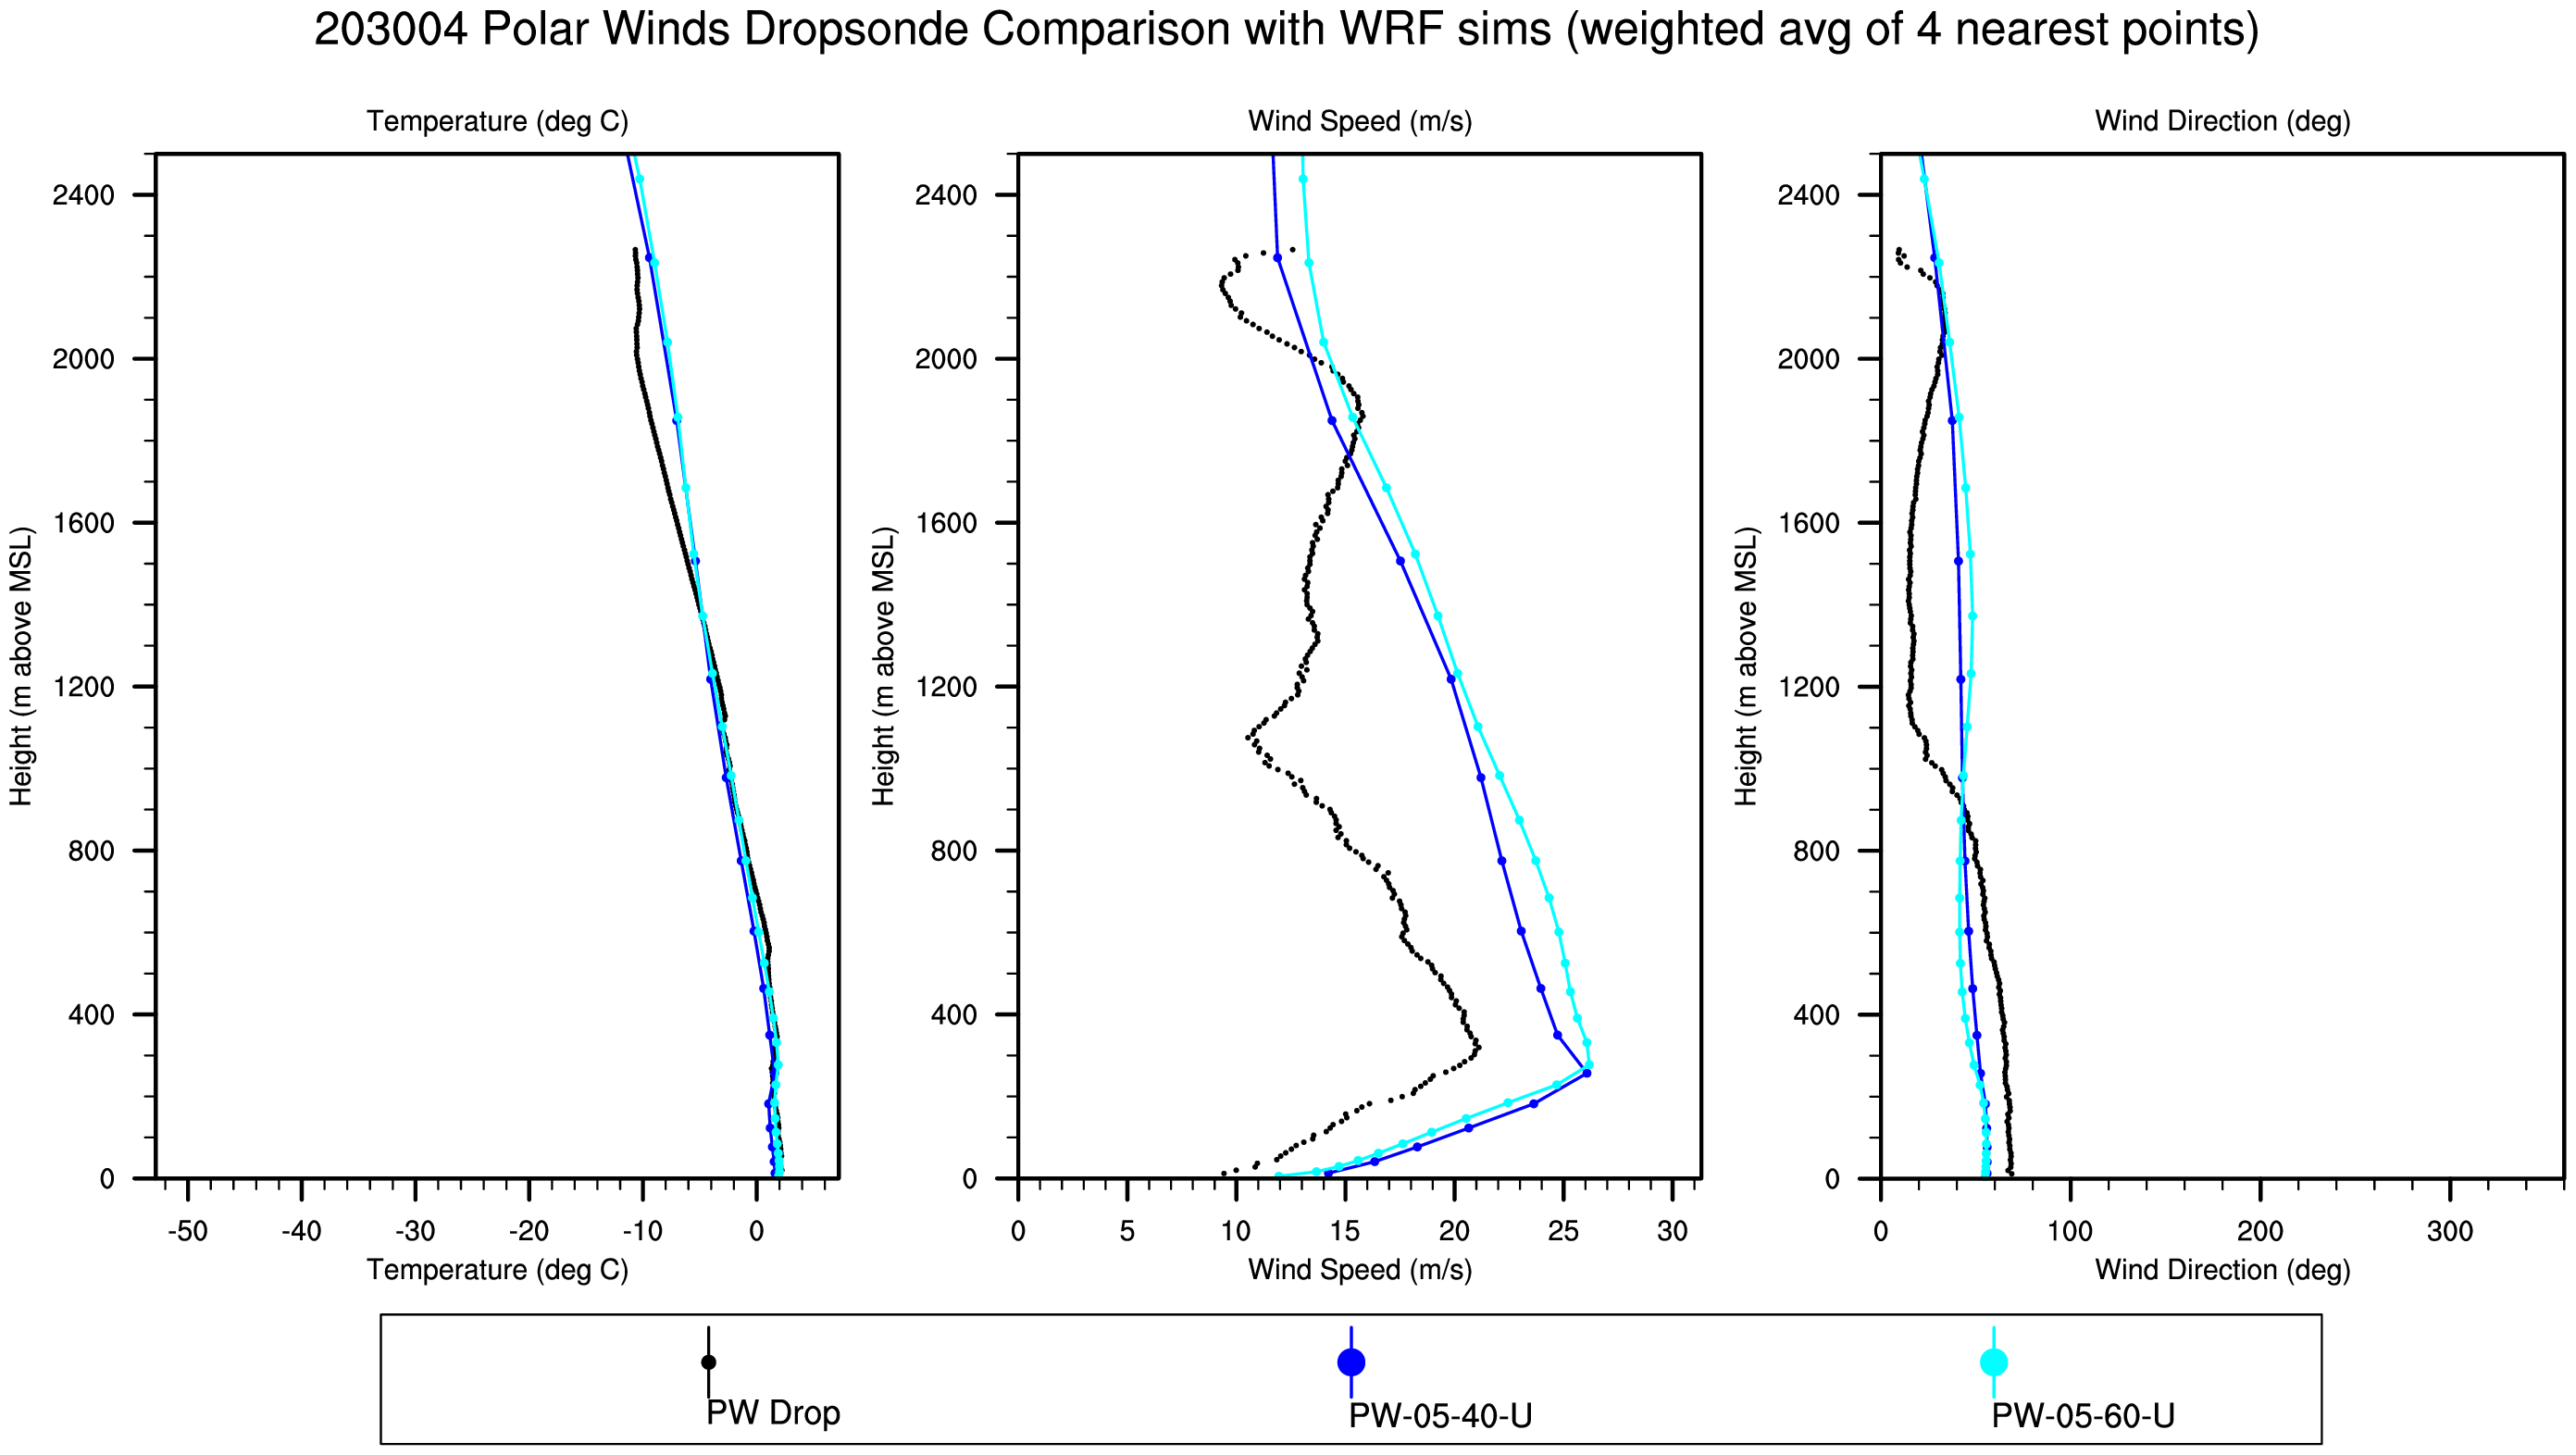 203004 Polar Winds Dropsonde Comparison with WRF sims (weighted avg of 4 nearest points)
Temperature (deg C)
Height (m above MSL)
2400
2000
1600
1200
800
400
0
-50 -40 -30 -20 -10 0
Temperature (deg C)
Wind Speed (m/s)
Height (m above MSL)
2400
2000
1600
1200
800
400
0
0 5 10 15 20 25 30
Wind Speed (m/s)
Wind Direction (deg)
Height (m above MSL)
2400
2000
1600
1200
800
400
0
0 100 200 300
Wind Direction (deg)
PW Drop
PW-05-40-U
PW-05-60-U